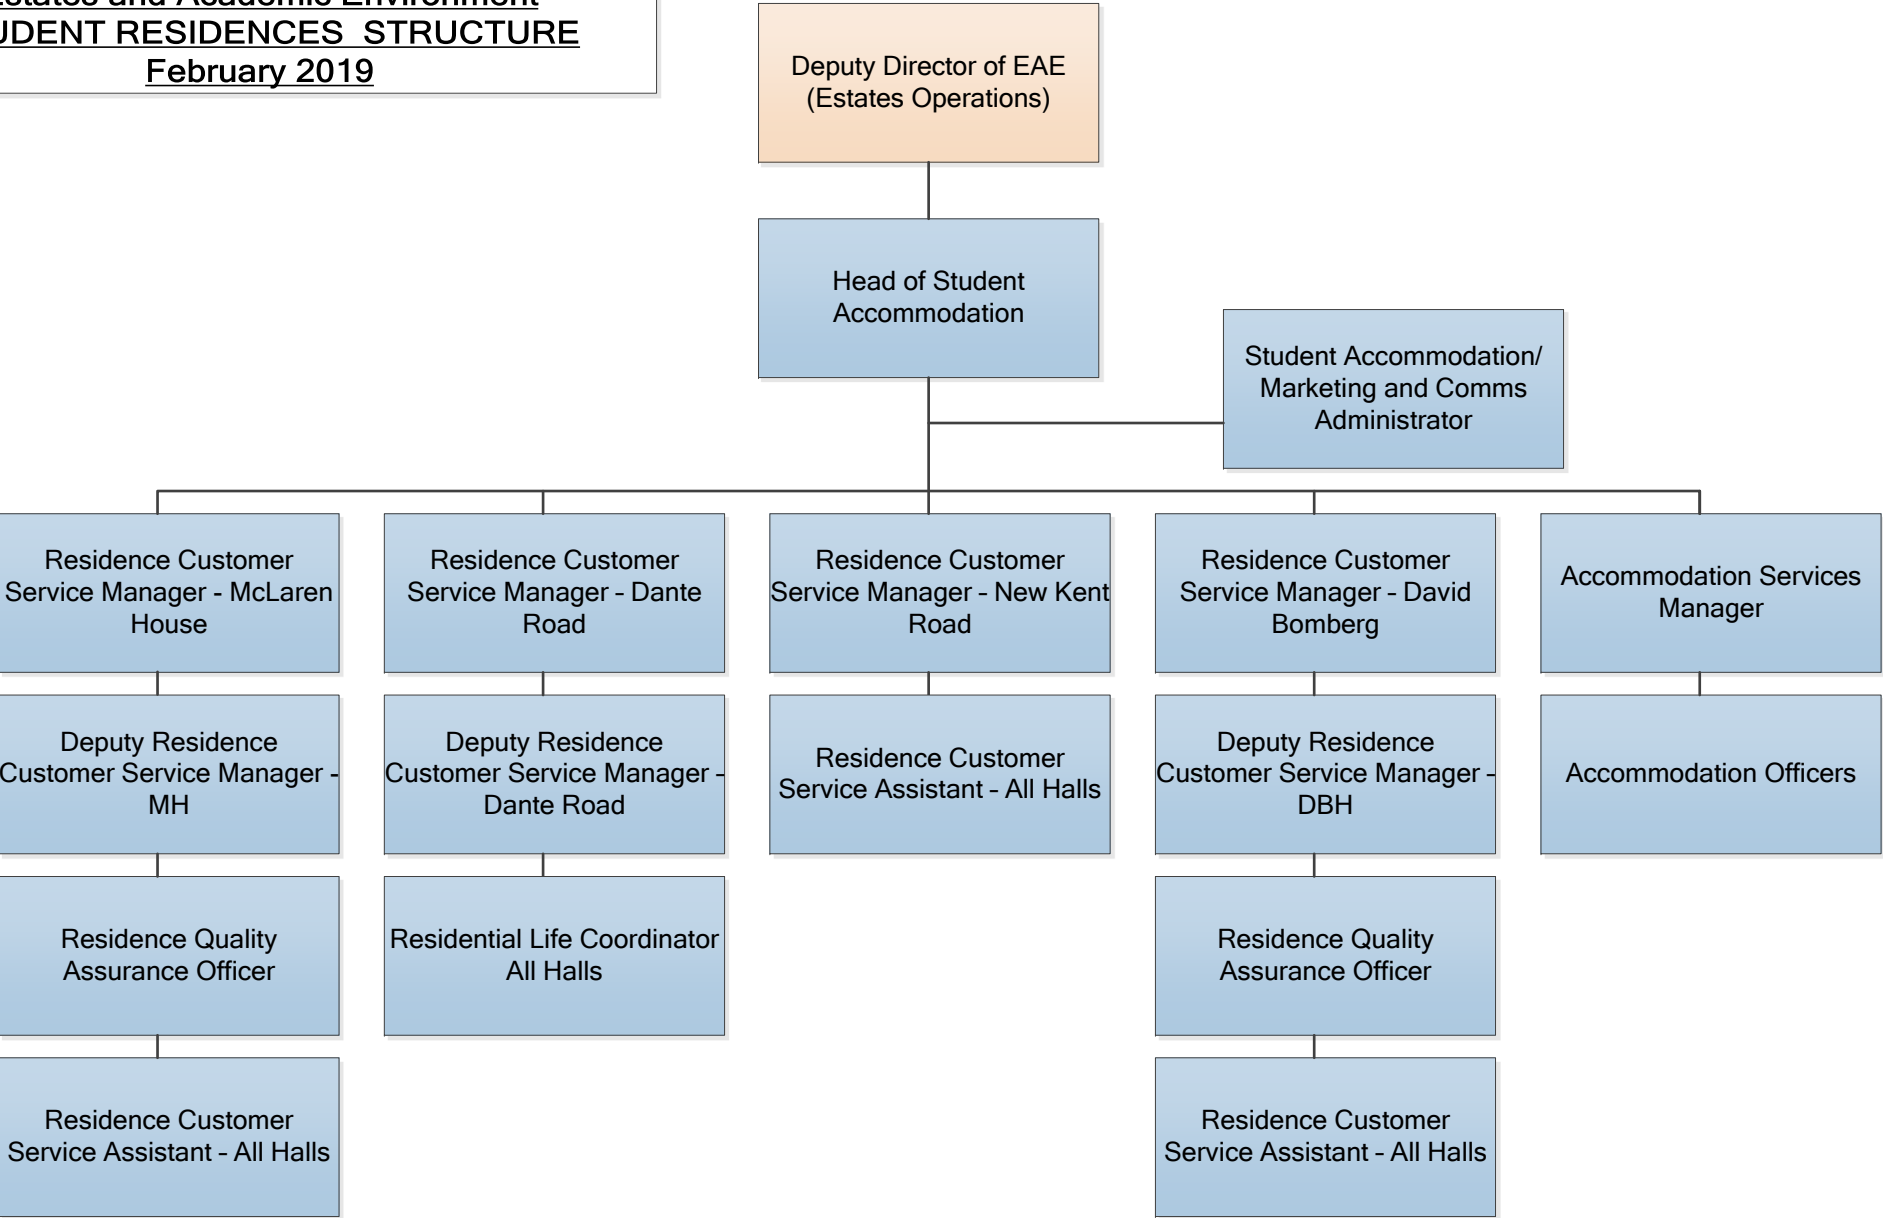 and Academic Environment
RESIDENCES STRUCTURE
February 2019
Deputy Director of EAE
(Estates Operations)
Head of Student
Accommodation
Student Accommodation/
Marketing and Comms
Administrator
Residence Customer
Service Manager - McLaren
House
Residence Customer
Service Manager – Dante
Road
Residence Customer
Service Manager – New Kent
Road
Residence Customer
Service Manager – David
Bomberg
Accommodation Services
Manager
Deputy Residence
Customer Service Manager –
MH
Deputy Residence
Customer Service Manager –
Dante Road
Residence Customer
Service Assistant – All Halls
Deputy Residence
Customer Service Manager –
DBH
Accommodation Officers
Residence Quality
Assurance Officer
Residential Life Coordinator
All Halls
Residence Quality
Assurance Officer
Residence Customer
Service Assistant – All Halls
Residence Customer
Service Assistant – All Halls